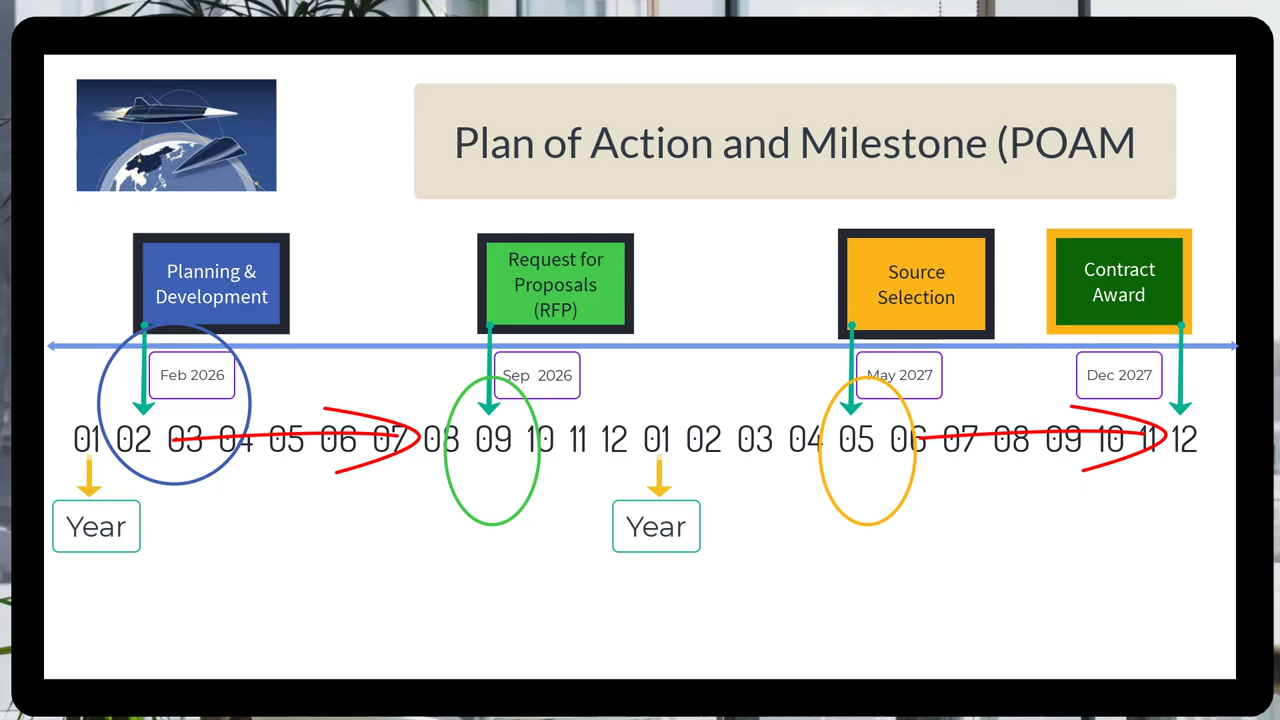 Plan of Action and Milestone (POAM
Planning &
Development
Request for
Proposals
(RFP)
Source
Selection
Contract
Award
Feb 2026
Sep 2026
May 2027
Dec 2027
01 02 03 04 05 06 07 08 09 10 11 12 01 02 03 04 05 06 07 08 09 10 11 12
Year
Year